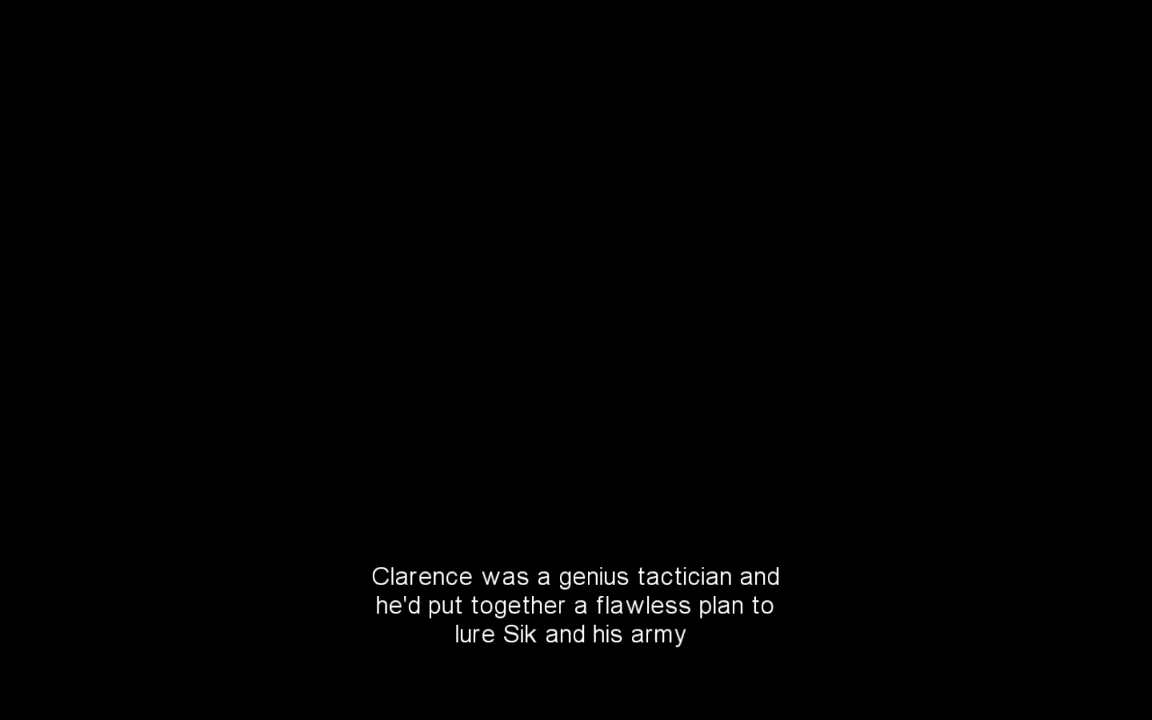 Clarence was a genius tactician and
he'd put together a flawless plan to
lure Sik and his army